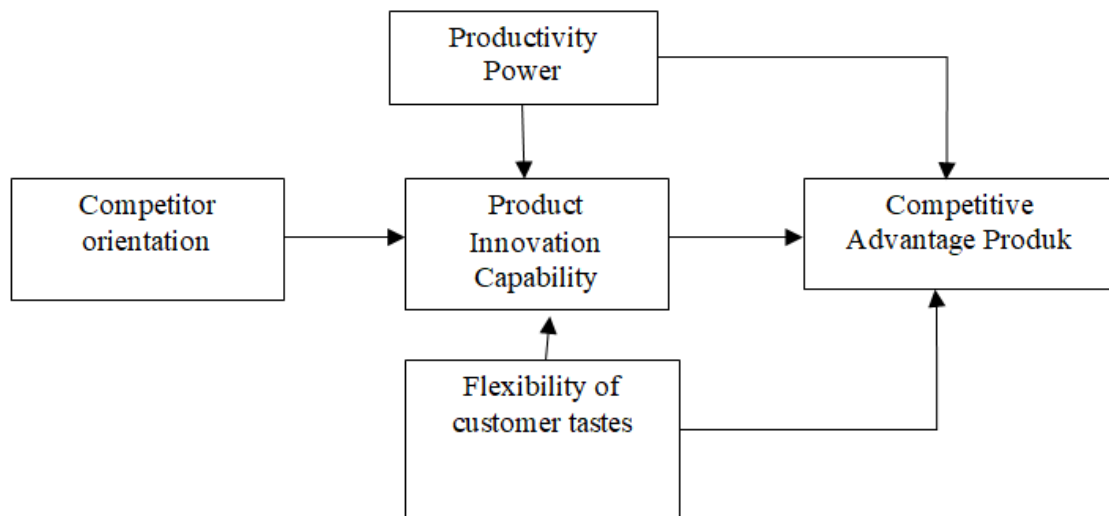 Productivity
Power
Competitor
orientation
Product
Innovation
Capability
Competitive
Advantage Produk
Flexibility of
customer tastes